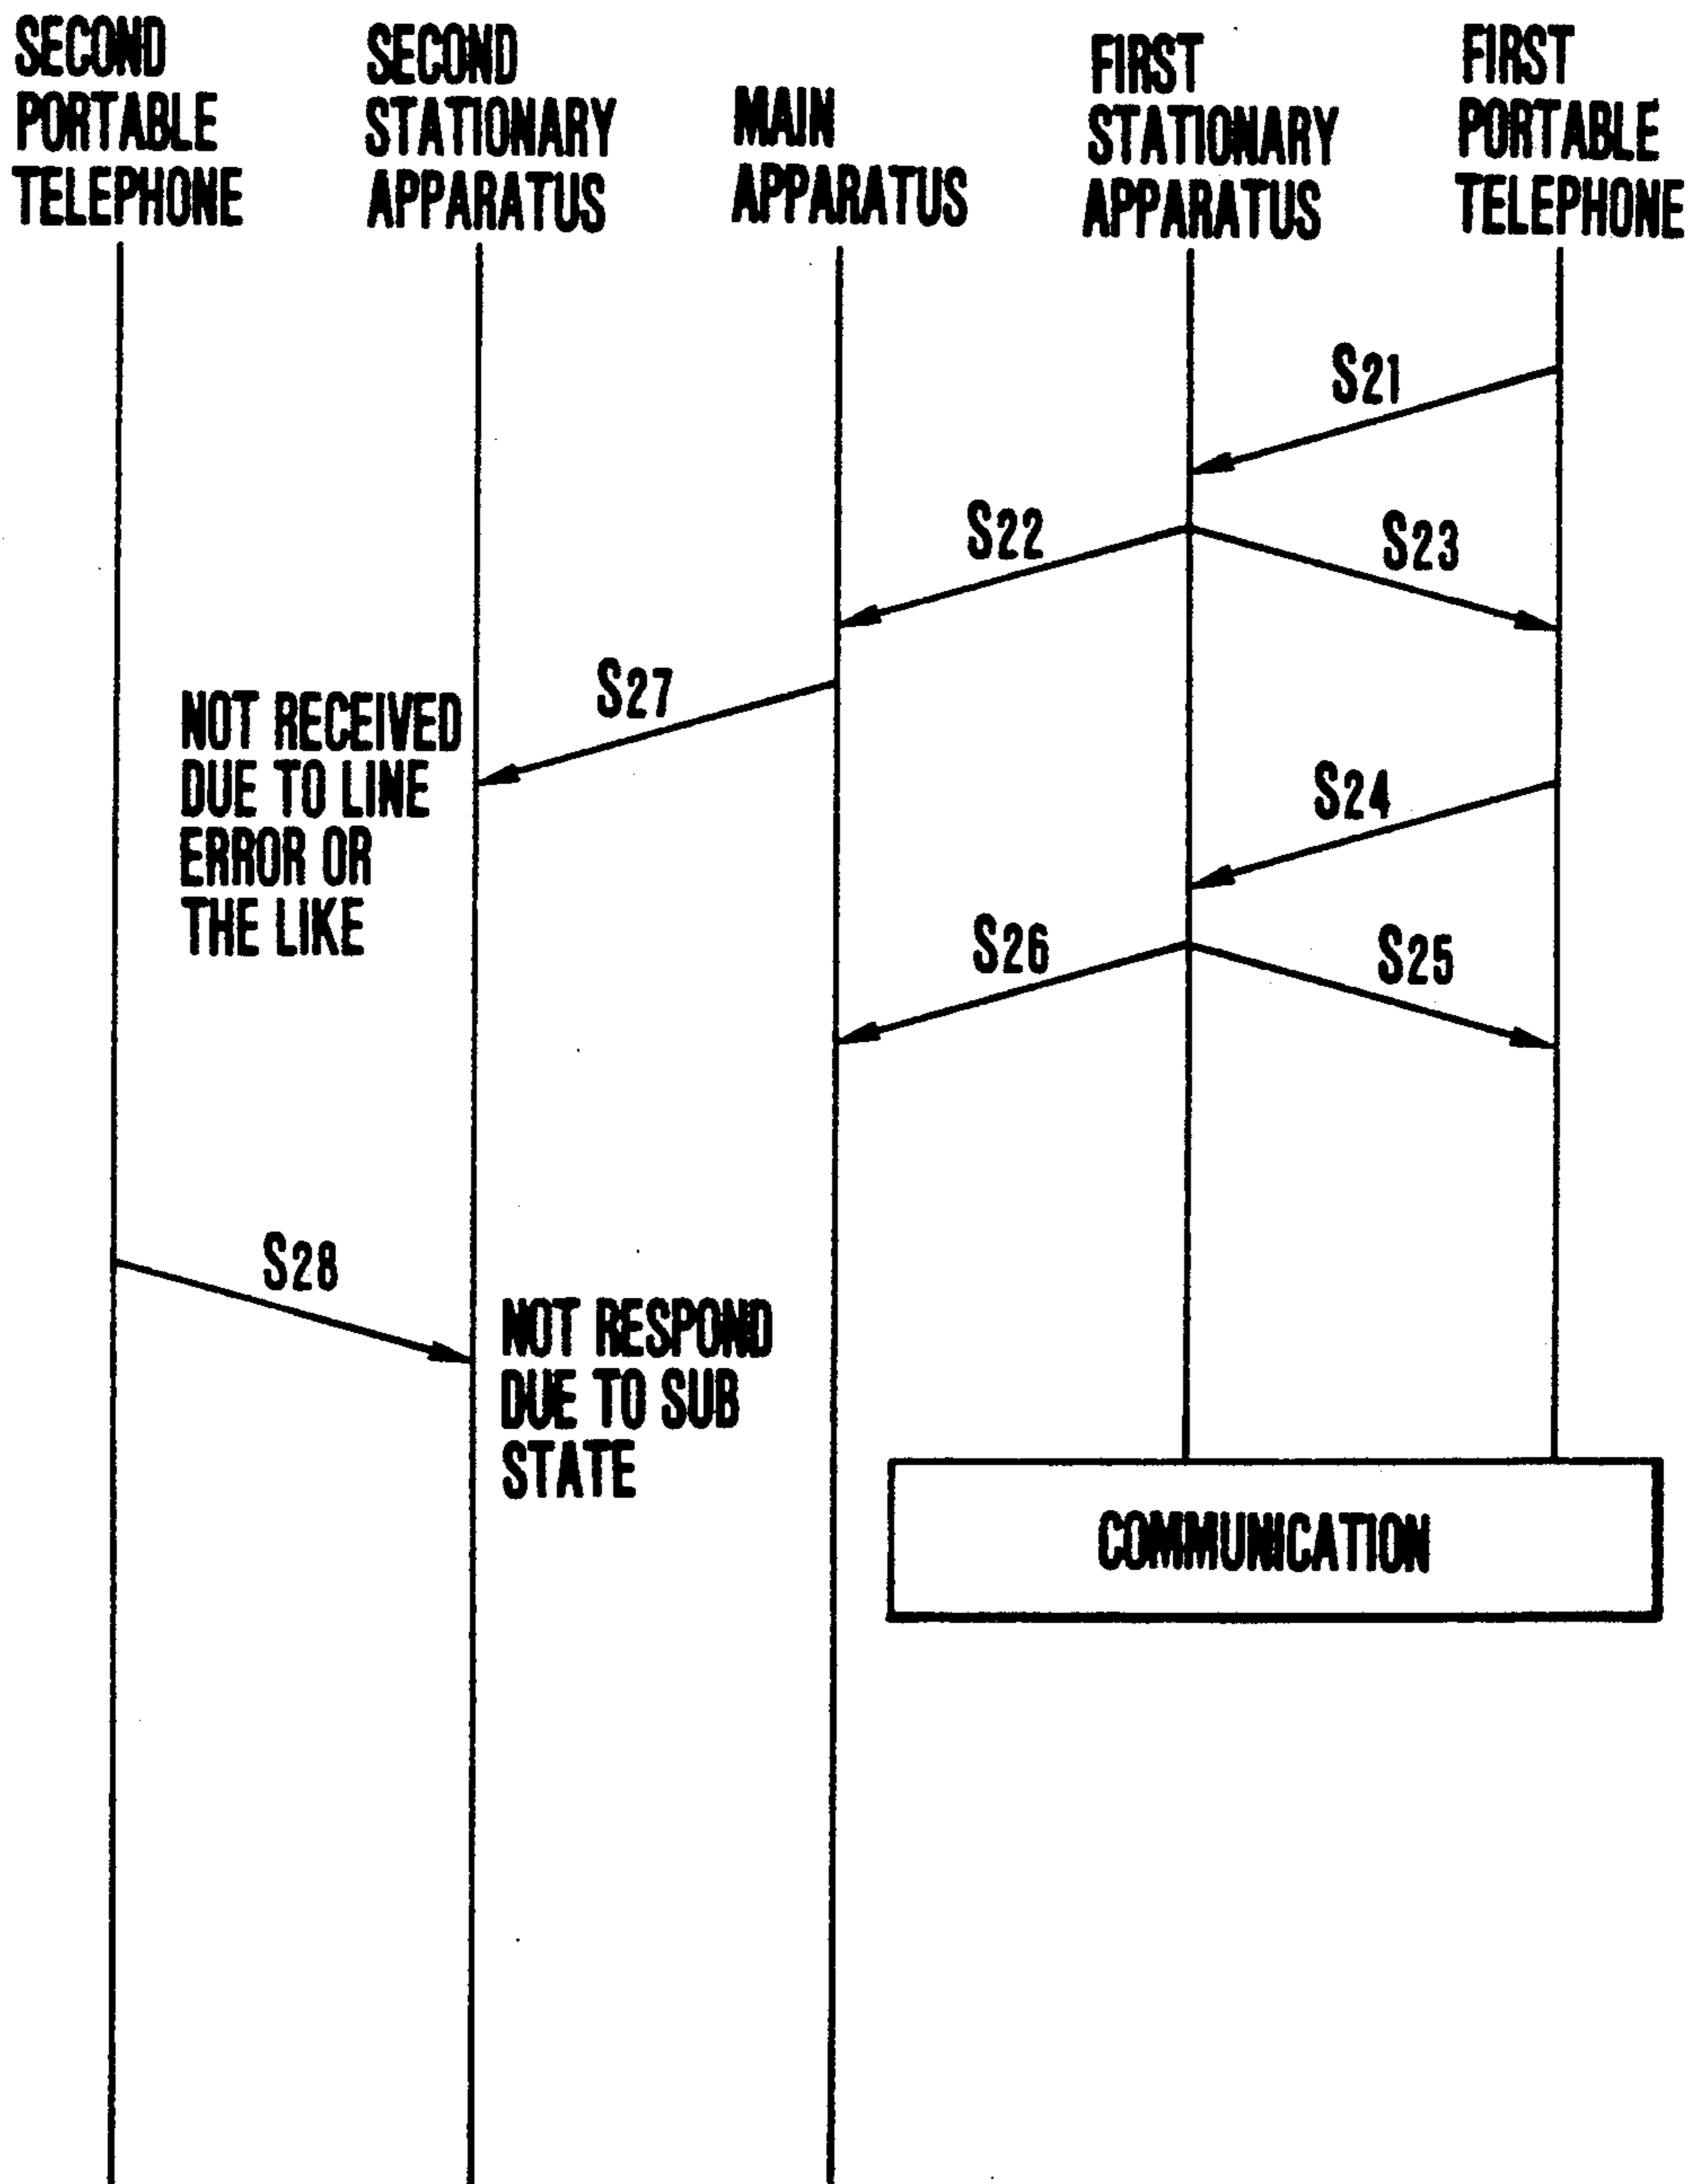 SECOND
PORTABLE
TELEPHONE
SECOND
STATIONARY
APPARATUS
MAIN
APPARATUS
FIRST
STATIONARY
APPARATUS
FIRST
PORTABLE
TELEPHONE
S21
S22
S23
S27
NOT RECEIVED
DUE TO LINE
ERROR OR
THE LIKE
S24
S26
S25
S28
NOT RESPOND
DUE TO SUB
STATE
COMMUNICATION